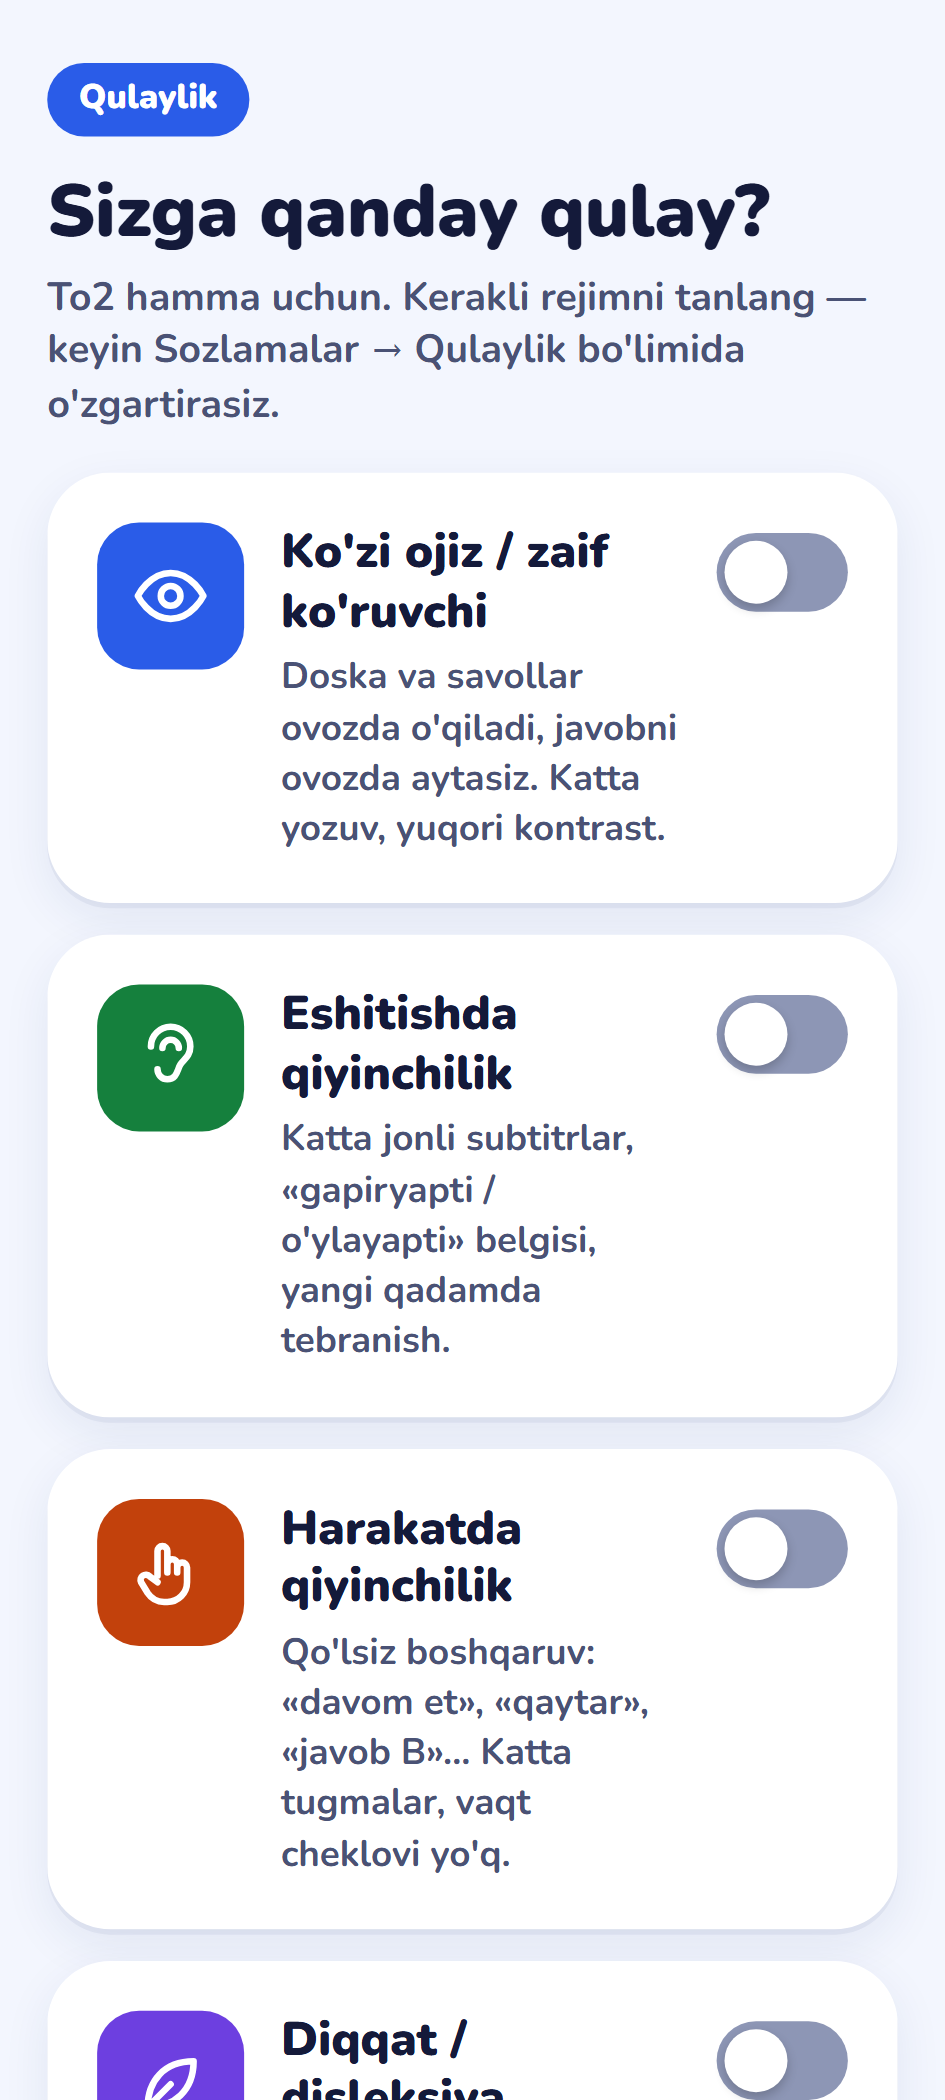 Qulaylik
Sizga qanday qulay?
To2 hamma uchun. Kerakli rejimni tanlang —
keyin Sozlamalar → Qulaylik bo'limida
o'zgartirasiz.
Ko'zi ojiz / zaif
ko'ruvchi
Doska va savollar
ovozda o'qiladi, javobni
ovozda aytasiz. Katta
yozuv, yuqori kontrast.
Eshitishda
qiyinchilik
Katta jonli subtitrlar,
«gapiryapti /
o'ylayapti» belgisi,
yangi qadamda
tebranish.
Harakatda
qiyinchilik
Qo'lsiz boshqaruv:
«davom et», «qaytar»,
«javob B»... Katta
tugmalar, vaqt
cheklovi yo'q.
Diqqat /
disleksiya